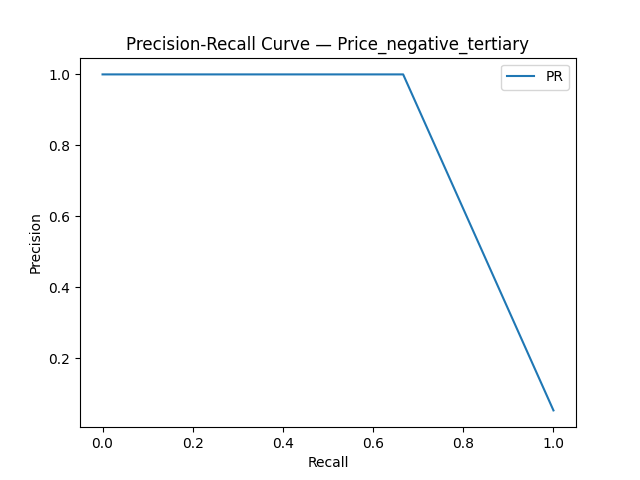 Precision-Recall Curve — Price_negative_tertiary
PR
1.0
0.8
0.6
0.4
0.2
Precision
0.0 0.2 0.4 0.6 0.8 1.0
Recall